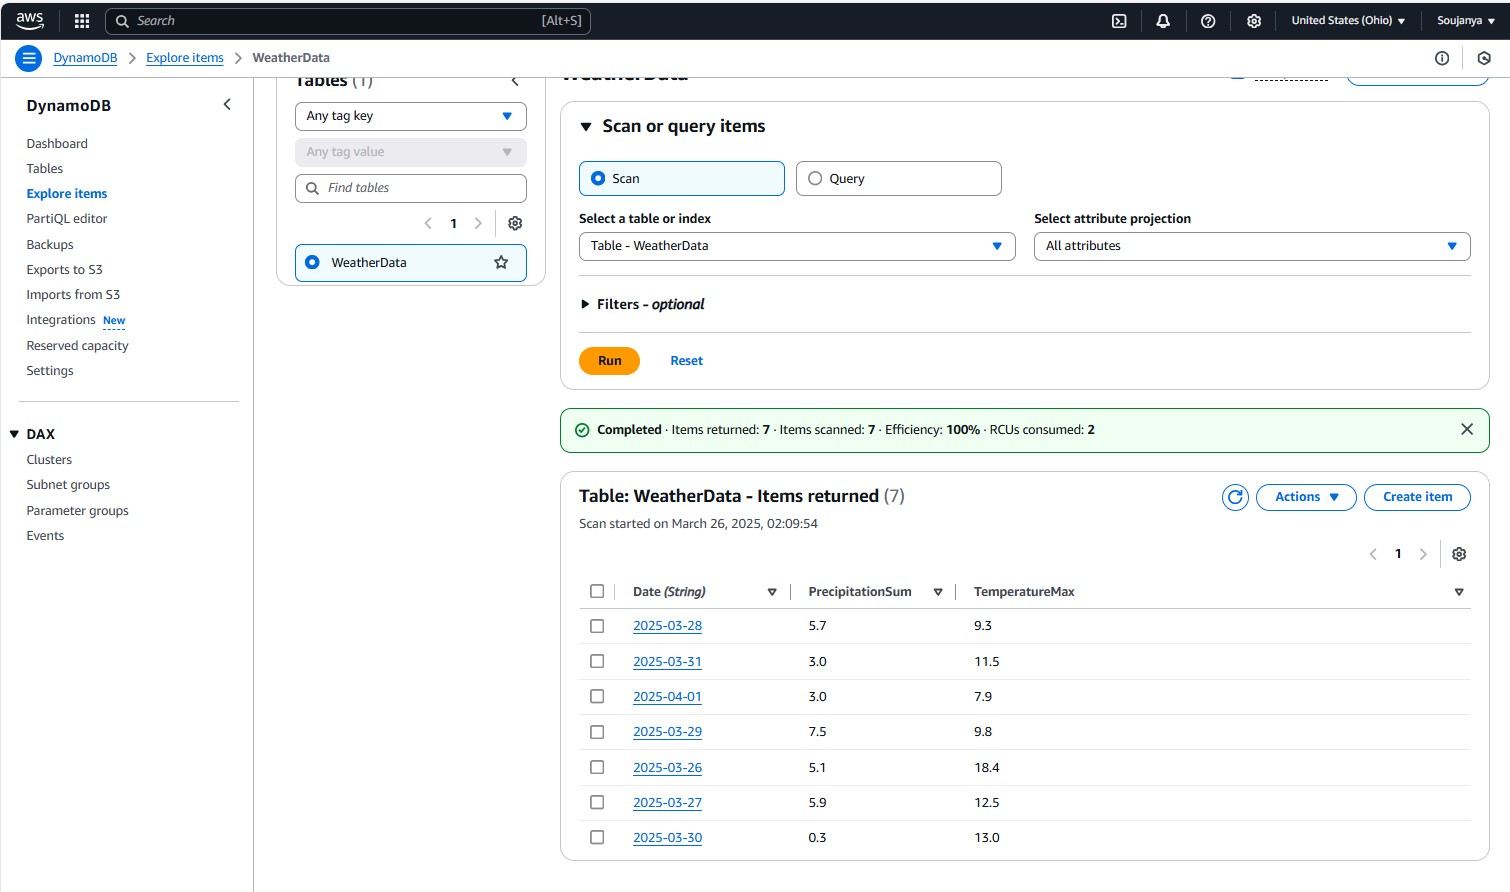 aws Search [Alt+S] United States (Ohio) Soujanya
DynamoDB Explore items WeatherData
DynamoDB
Dashboard
Tables
Explore items
PartiQL editor
Backups
Exports to S3
Imports from S3
Integrations New
Reserved capacity
Settings
DAX
Clusters
Subnet groups
Parameter groups
Events
Tables (1)
Any tag key
Any tag value
Find tables
1
WeatherData
WeatherData
Scan or query items
Scan Query
Select a table or index Select attribute projection
Table - WeatherData All attributes
Filters - optional
Run Reset
Completed · Items returned: 7 · Items scanned: 7 · Efficiency: 100% · RCUs consumed: 2
Table: WeatherData - Items returned (7) Actions Create item
Scan started on March 26, 2025, 02:09:54
1
Date (String) PrecipitationSum TemperatureMax
2025-03-28 5.7 9.3
2025-03-31 3.0 11.5
2025-04-01 3.0 7.9
2025-03-29 7.5 9.8
2025-03-26 5.1 18.4
2025-03-27 5.9 12.5
2025-03-30 0.3 13.0